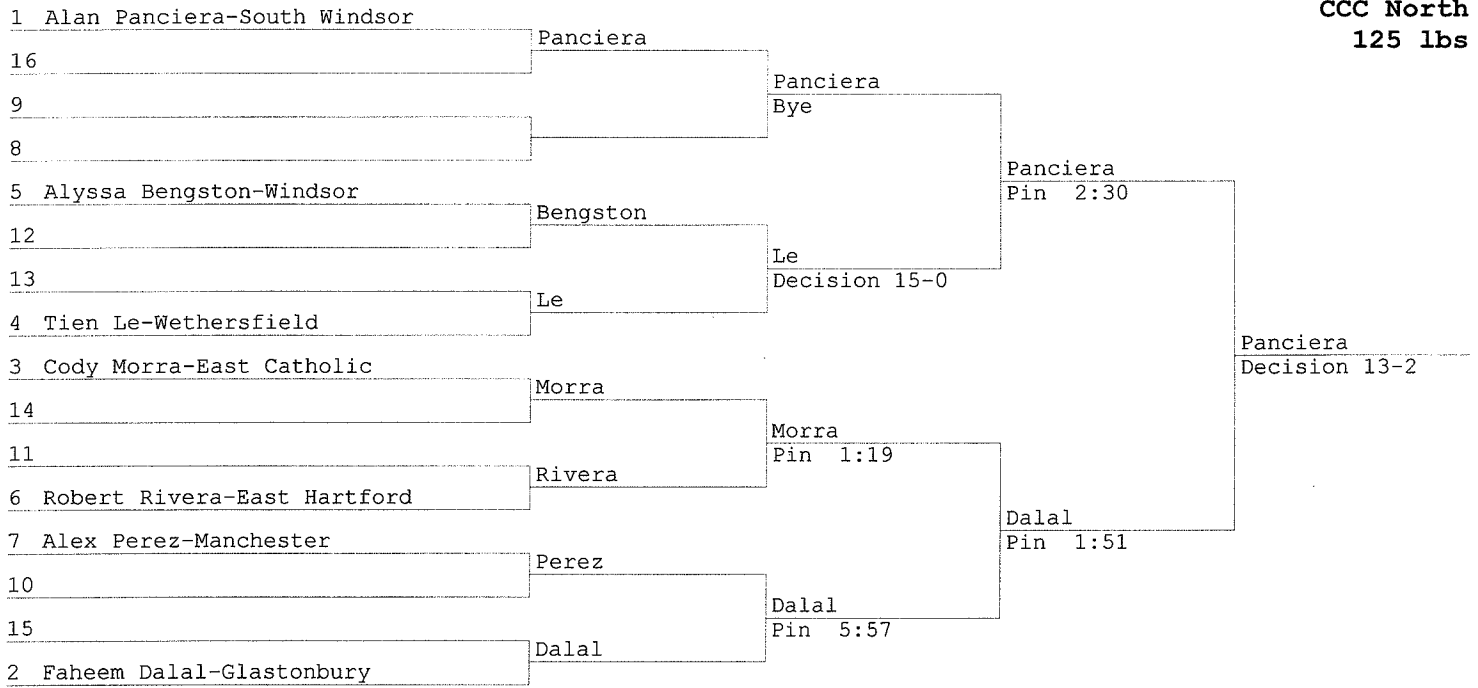 CCC North
125 lbs
1 Alan Panciera-South Windsor
16
9
8
5 Alyssa Bengston-Windsor
12
13
4 Tien Le-Wethersfield
3 Cody Morra-East Catholic
14
11
6 Robert Rivera-East Hartford
7 Alex Perez-Manchester
10
15
2 Faheem Dalal-Glastonbury
Panciera
Bengston
Le
Morra
Rivera
Perez
Dalal
Panciera
Bye
Le
Decision 15-0
Morra
Pin 1:19
Dalal
Pin 5:57
Panciera
Pin 2:30
Dalal
Pin 1:51
Panciera
Decision 13-2